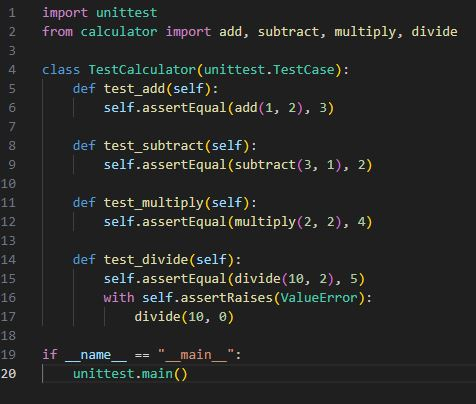 1 import unittest
2 from calculator import add, subtract, multiply, divide
3
4 class TestCalculator(unittest.TestCase):
5     def test_add(self):
6         self.assertEqual(add(1, 2), 3)
7
8     def test_subtract(self):
9         self.assertEqual(subtract(3, 1), 2)
10
11     def test_multiply(self):
12         self.assertEqual(multiply(2, 2), 4)
13
14     def test_divide(self):
15         self.assertEqual(divide(10, 2), 5)
16         with self.assertRaises(ValueError):
17             divide(10, 0)
18
19 if __name__ == "__main__":
20     unittest.main()